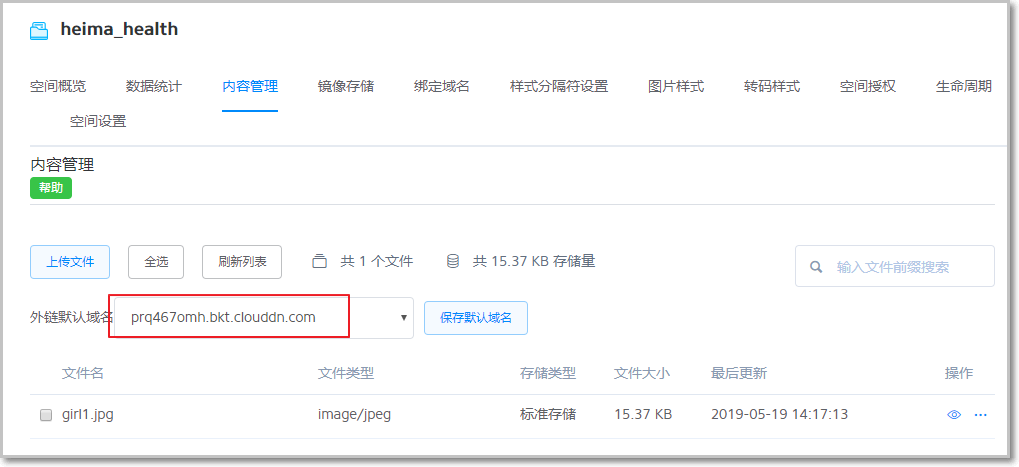 heima_health
空间概览 数据统计 内容管理 镜像存储 绑定域名 样式分隔符设置 图片样式 转码样式 空间授权 生命周期
空间设置
内容管理
帮助
上传文件 全选 刷新列表 共 1 个文件 共 15.37 KB 存储量 输入文件前缀搜索
外链默认域名 prq467omh.bkt.clouddn.com 保存默认域名
文件名 文件类型 存储类型 文件大小 最后更新 操作
girl1.jpg image/jpeg 标准存储 15.37 KB 2019-05-19 14:17:13